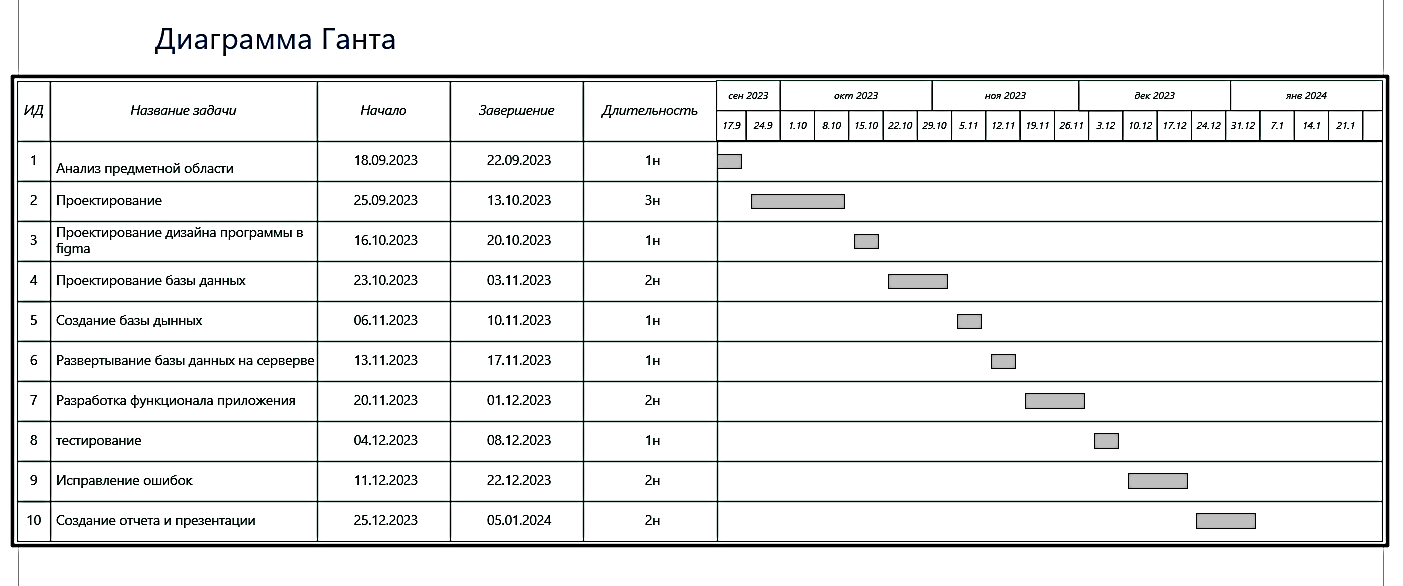 Диаграмма Ганта
ИД Название задачи Начало Завершение Длительность сен 2023 окт 2023 ноя 2023 дек 2023 янв 2024
17.9 24.9 1.10 8.10 15.10 22.10 29.10 5.11 12.11 19.11 26.11 3.12 10.12 17.12 24.12 31.12 7.1 14.1 21.1
1 Анализ предметной области 18.09.2023 22.09.2023 1н
2 Проектирование 25.09.2023 13.10.2023 3н
3 Проектирование дизайна программы в 16.10.2023 20.10.2023 1н
figma
4 Проектирование базы данных 23.10.2023 03.11.2023 2н
5 Создание базы дынных 06.11.2023 10.11.2023 1н
6 Развертывание базы данных на серверве 13.11.2023 17.11.2023 1н
7 Разработка функционала приложения 20.11.2023 01.12.2023 2н
8 тестирование 04.12.2023 08.12.2023 1н
9 Исправление ошибок 11.12.2023 22.12.2023 2н
10 Создание отчета и презентации 25.12.2023 05.01.2024 2н